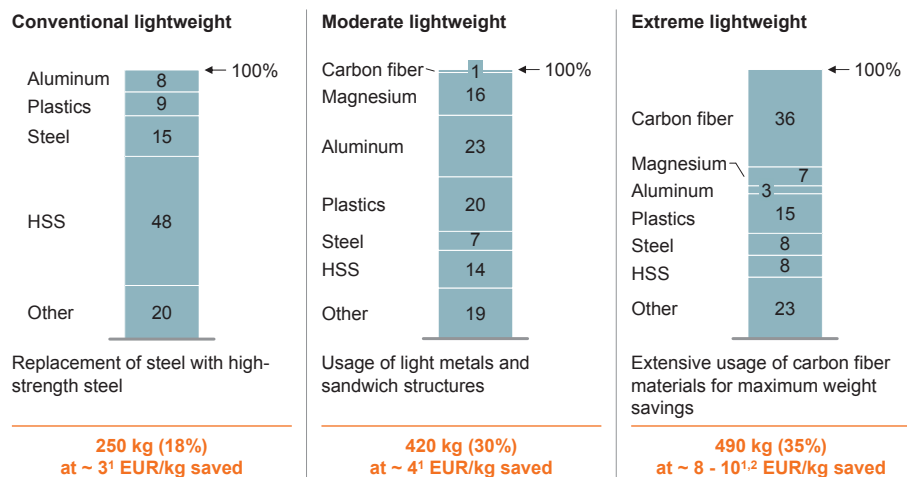 Conventional lightweight
Aluminum 8
Plastics 9
Steel 15
HSS 48
Other 20
100%
Replacement of steel with high-
strength steel
250 kg (18%)
at ~ 3¹ EUR/kg saved
Moderate lightweight
Carbon fiber 1
Magnesium 16
Aluminum 23
Plastics 20
Steel 7
HSS 14
Other 19
100%
Usage of light metals and
sandwich structures
420 kg (30%)
at ~ 4¹ EUR/kg saved
Extreme lightweight
Carbon fiber 36
Magnesium 7
Aluminum 3
Plastics 15
Steel 8
HSS 8
Other 23
100%
Extensive usage of carbon fiber
materials for maximum weight
savings
490 kg (35%)
at ~ 8 - 10¹,² EUR/kg saved